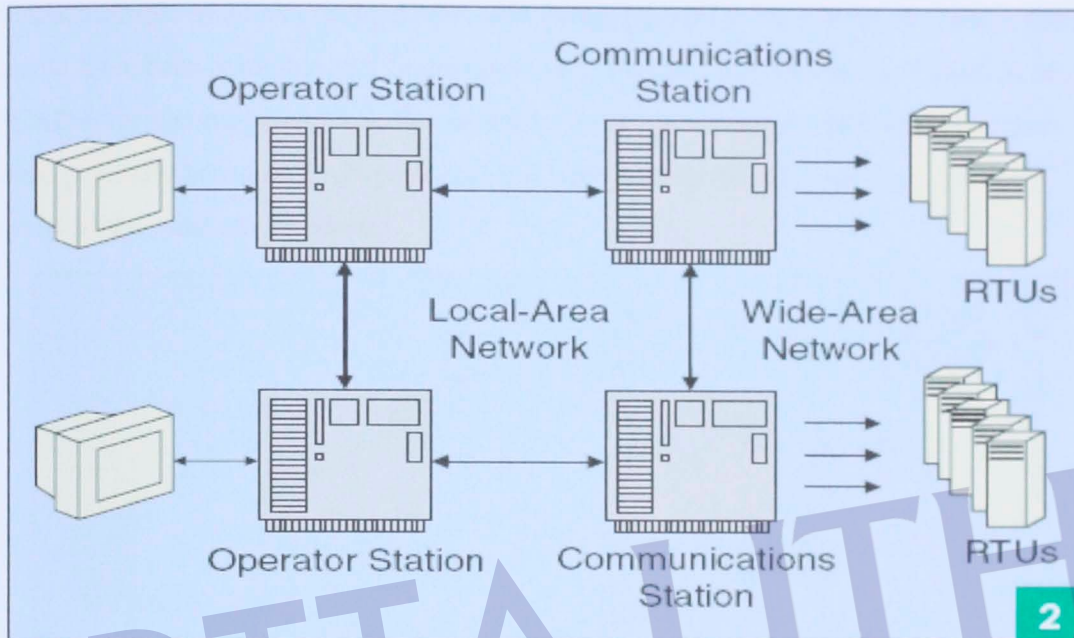 Communications
Station
Operator Station
RTUs
Local-Area
Network
Wide-Area
Network
Operator Station
Communications
Station
RTUs
2